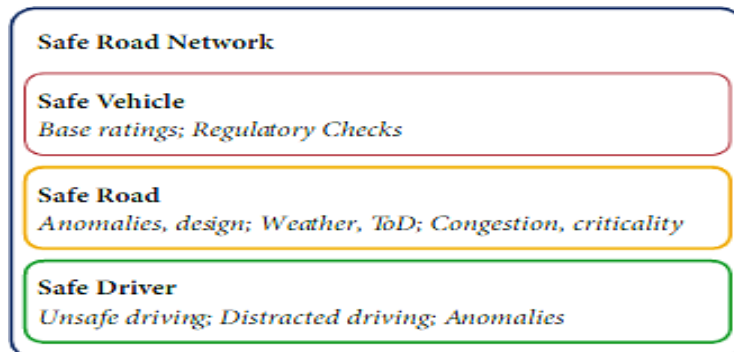 Safe Road Network
Safe Vehicle
Base ratings; Regulatory Checks
Safe Road
Anomalies, design; Weather, ToD; Congestion, criticality
Safe Driver
Unsafe driving; Distracted driving; Anomalies